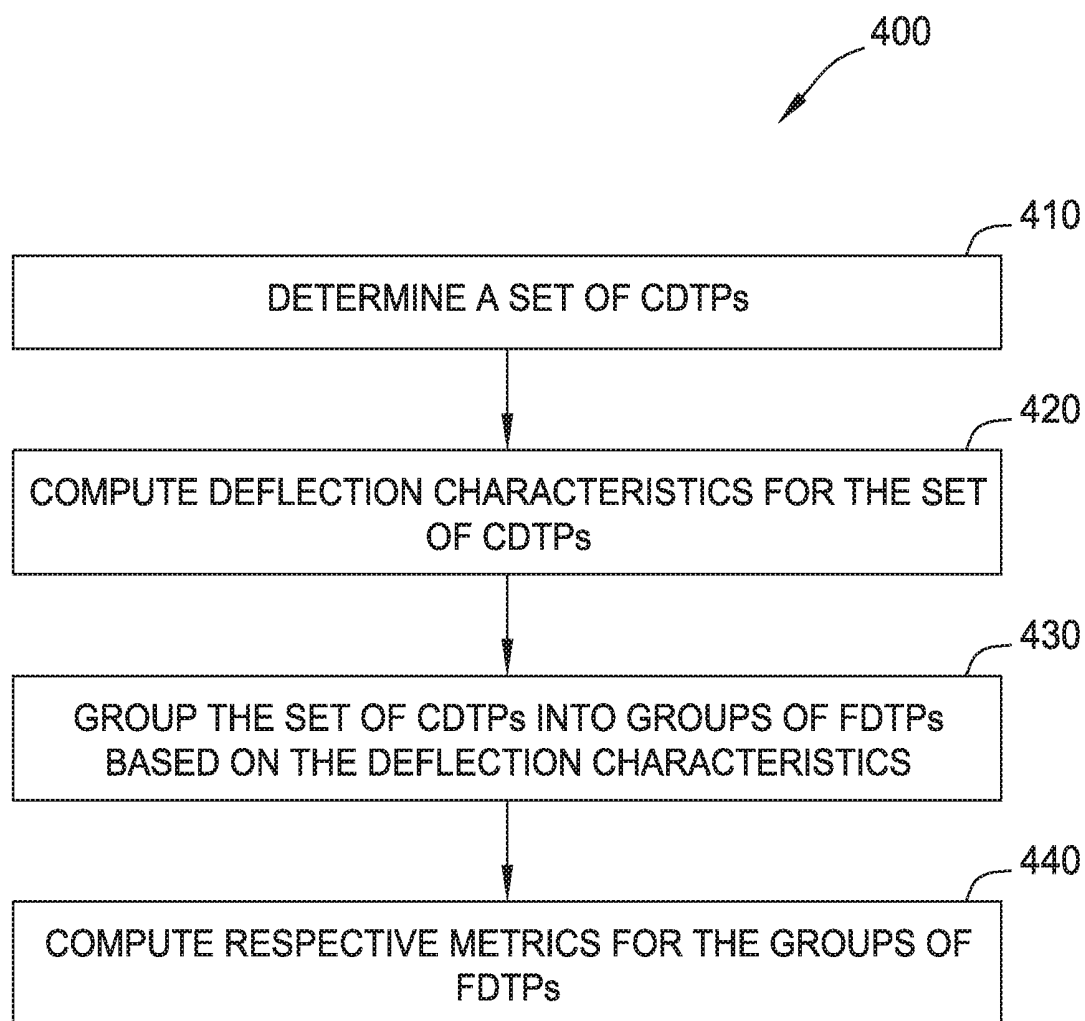 400
410
DETERMINE A SET OF CDTPs
420
COMPUTE DEFLECTION CHARACTERISTICS FOR THE SET
OF CDTPs
430
GROUP THE SET OF CDTPs INTO GROUPS OF FDTPs
BASED ON THE DEFLECTION CHARACTERISTICS
440
COMPUTE RESPECTIVE METRICS FOR THE GROUPS OF
FDTPs